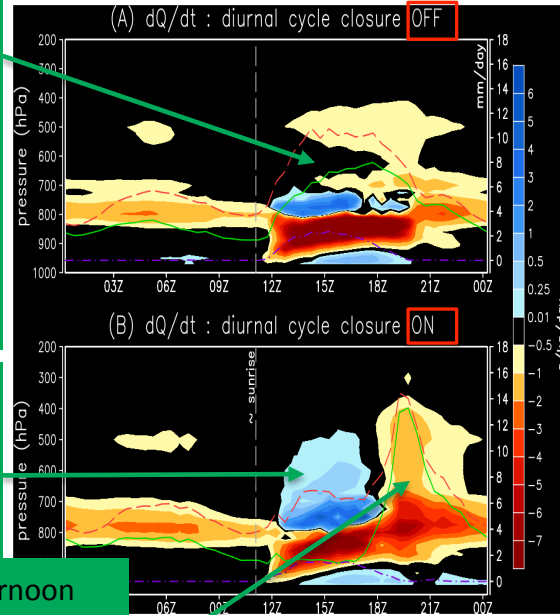 (A) dQ/dt : diurnal cycle closure OFF
pressure (hPa)
200
300
400
500
600
700
800
900
1000
03Z
06Z
09Z
12Z
15Z
18Z
21Z
00Z
mm/day
18
16
14
12
10
8
6
4
2
0
(B) dQ/dt : diurnal cycle closure ON
~ sunrise
pressure (hPa)
200
300
400
500
600
700
800
06Z
09Z
12Z
15Z
18Z
21Z
00Z
18
16
14
12
10
8
6
4
2
0
6
5
4
3
2
1
0.5
0.25
0.01
-0.5
-1
-2
-3
-4
-5
-6
-7